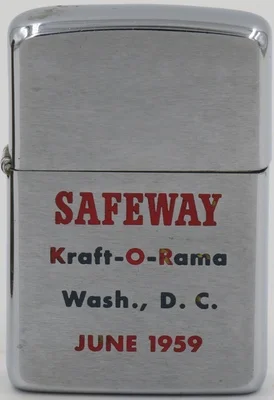 SAFEWAY
Kraft-O-Rama
Wash., D. C.
JUNE 1959